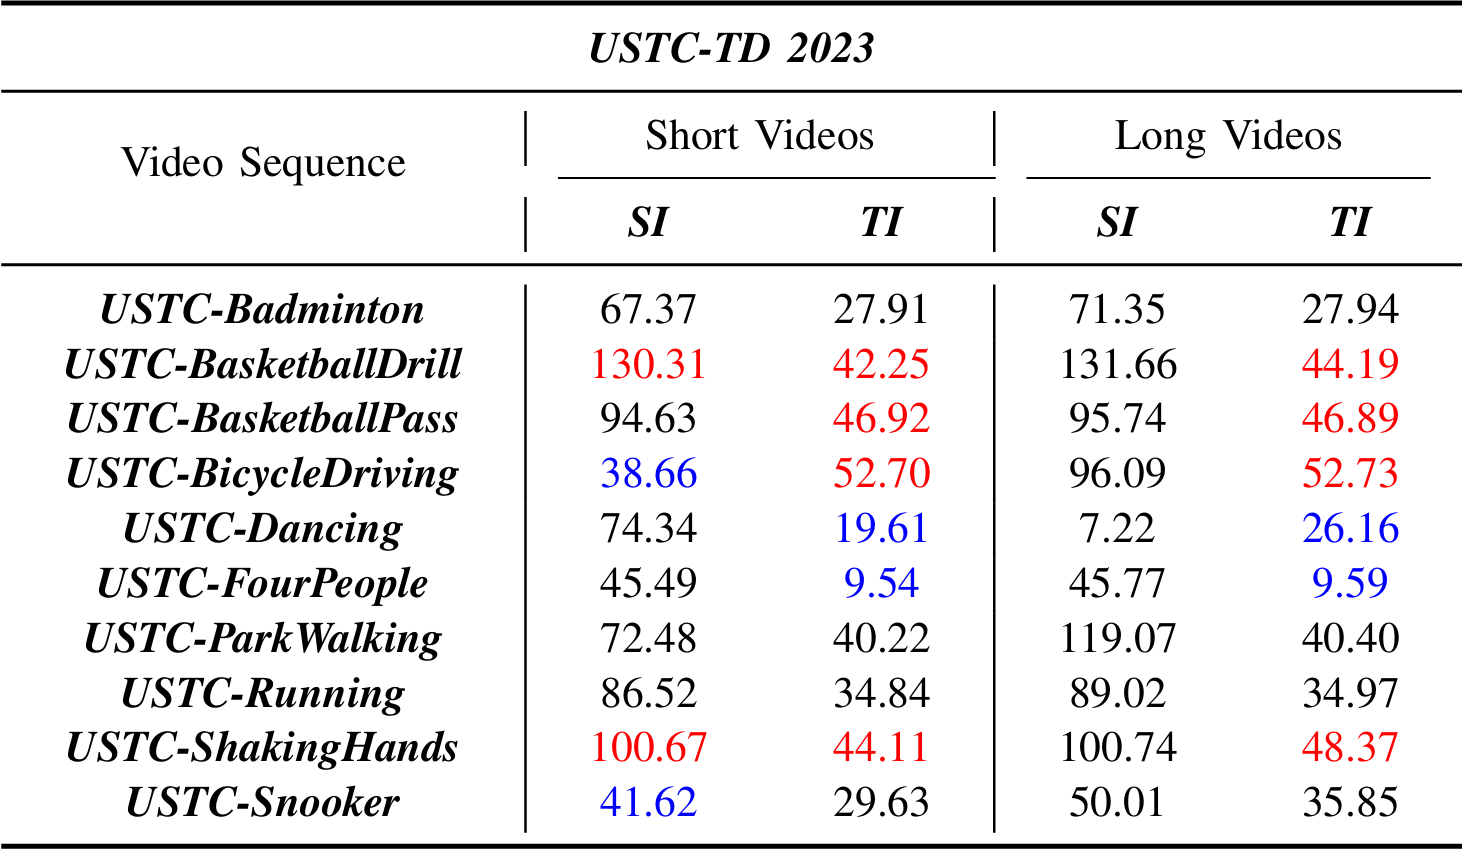 USTC-TD 2023
Video Sequence Short Videos Long Videos
SI TI SI TI
USTC-Badminton 67.37 27.91 71.35 27.94
USTC-BasketballDrill 130.31 42.25 131.66 44.19
USTC-BasketballPass 94.63 46.92 95.74 46.89
USTC-BicycleDriving 38.66 52.70 96.09 52.73
USTC-Dancing 74.34 19.61 7.22 26.16
USTC-FourPeople 45.49 9.54 45.77 9.59
USTC-ParkWalking 72.48 40.22 119.07 40.40
USTC-Running 86.52 34.84 89.02 34.97
USTC-ShakingHands 100.67 44.11 100.74 48.37
USTC-Snooker 41.62 29.63 50.01 35.85